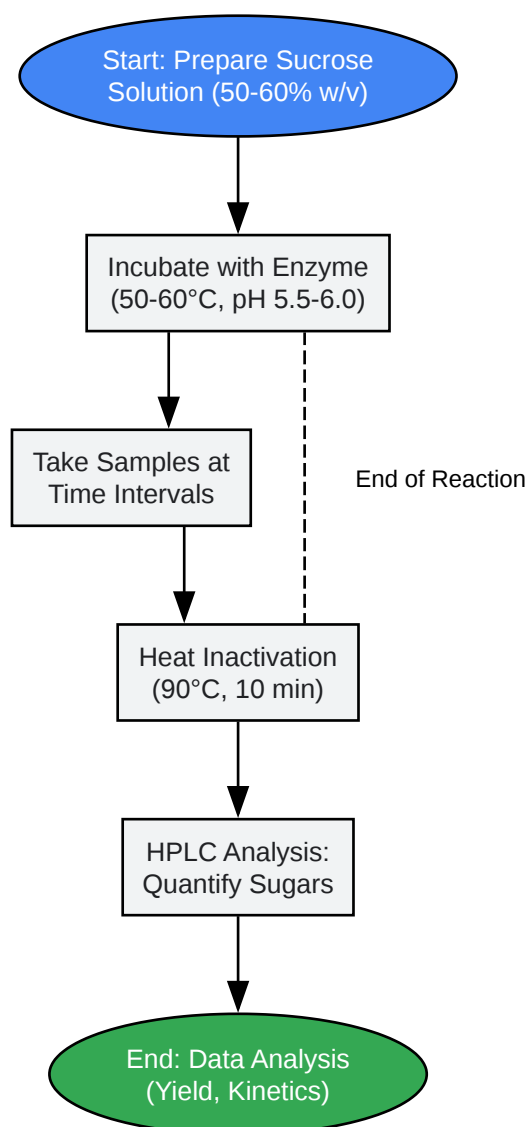 Start: Prepare Sucrose
Solution (50-60% w/v)
Incubate with Enzyme
(50-60°C, pH 5.5-6.0)
Take Samples at
Time Intervals
End of Reaction
Heat Inactivation
(90°C, 10 min)
HPLC Analysis:
Quantify Sugars
End: Data Analysis
(Yield, Kinetics)